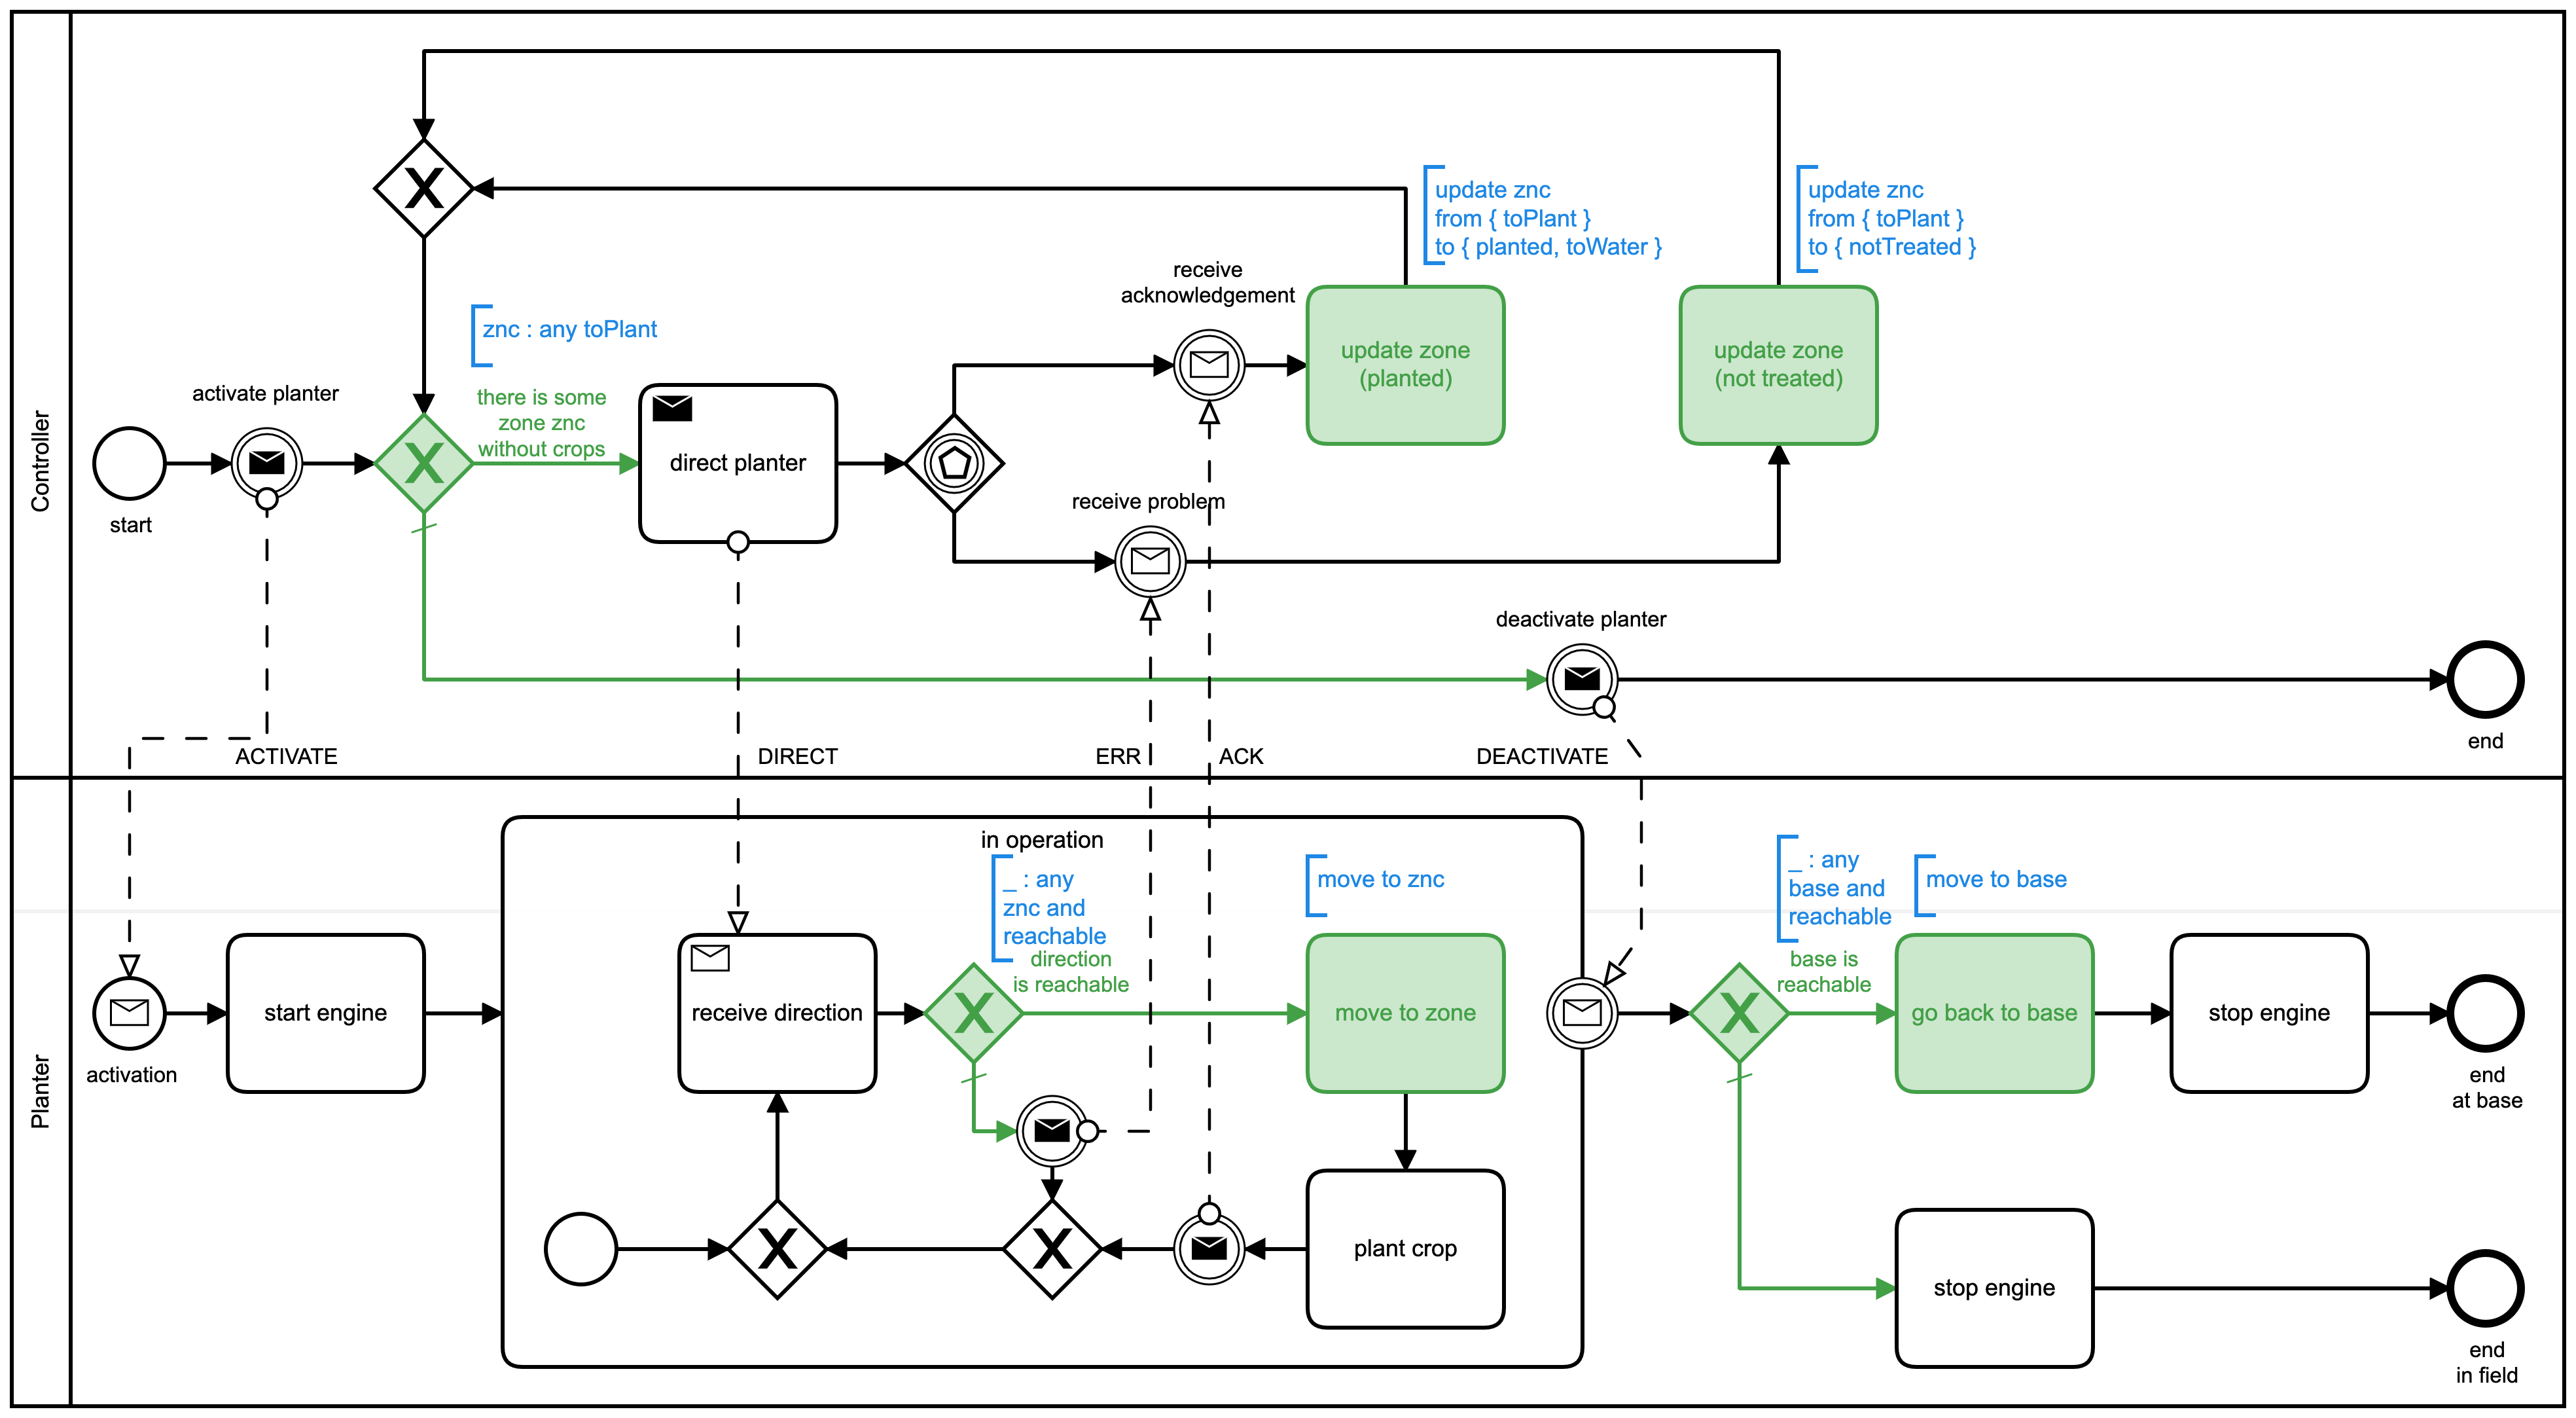 Controller
update znc
from { toPlant }
to { planted, toWater }
update znc
from { toPlant }
to { notTreated }
receive
acknowledgement
znc : any toPlant
update zone
(planted)
update zone
(not treated)
activate planter
there is some
zone znc
without crops
direct planter
start
receive problem
deactivate planter
end
ACTIVATE
DIRECT
ERR
ACK
DEACTIVATE
Planter
in operation
_ : any
znc and
reachable
direction
is reachable
move to znc
_ : any
base and
reachable
base is
reachable
move to base
activation
start engine
receive direction
move to zone
go back to base
stop engine
end
at base
plant crop
stop engine
end
in field